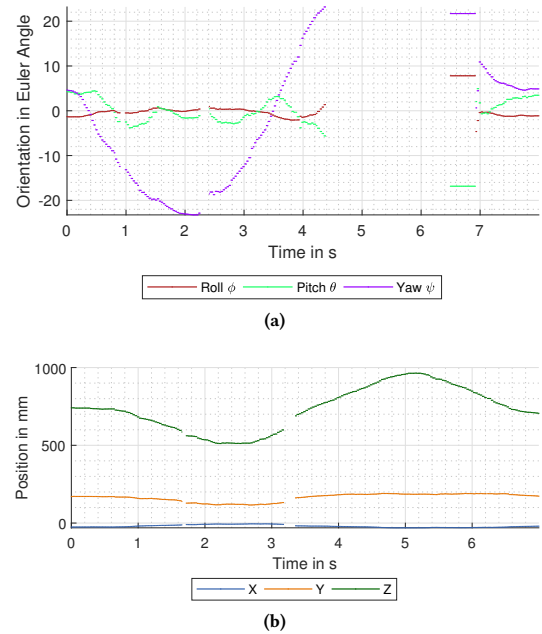 Orientation in Euler Angle
20
10
0
-10
-20
0 1 2 3 4 5 6 7
Time in s
Roll ϕ Pitch θ Yaw ψ
(a)
Position in mm
1000
500
0
0 1 2 3 4 5 6 7
Time in s
X Y Z
(b)